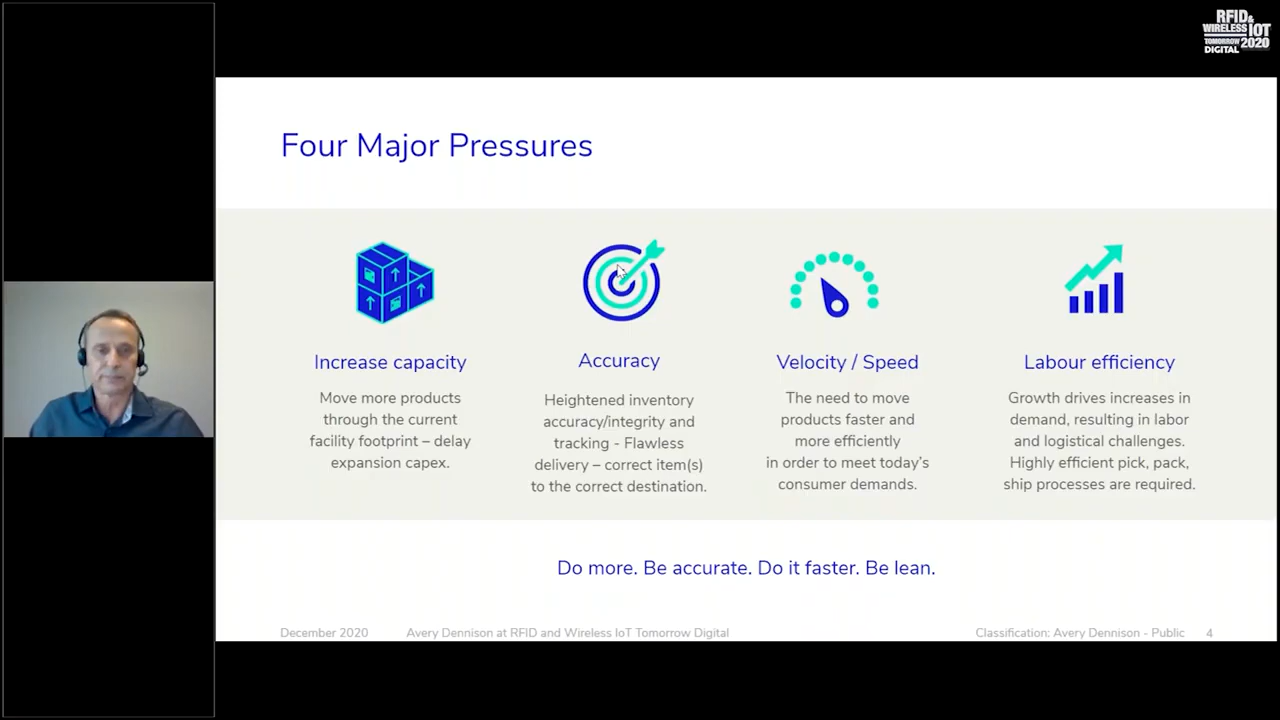 RFID&
WIRELESS IOT
TOMORROW 2020
DIGITAL
Four Major Pressures
Increase capacity
Move more products
through the current
facility footprint – delay
expansion capex.
Accuracy
Heightened inventory
accuracy/integrity and
tracking - Flawless
delivery – correct item(s)
to the correct destination.
Velocity / Speed
The need to move
products faster and
more efficiently
in order to meet today's
consumer demands.
Labour efficiency
Growth drives increases in
demand, resulting in labor
and logistical challenges.
Highly efficient pick, pack,
ship processes are required.
Do more. Be accurate. Do it faster. Be lean.
December 2020
Avery Dennison at RFID and Wireless IoT Tomorrow Digital
Classification: Avery Dennison - Public
4